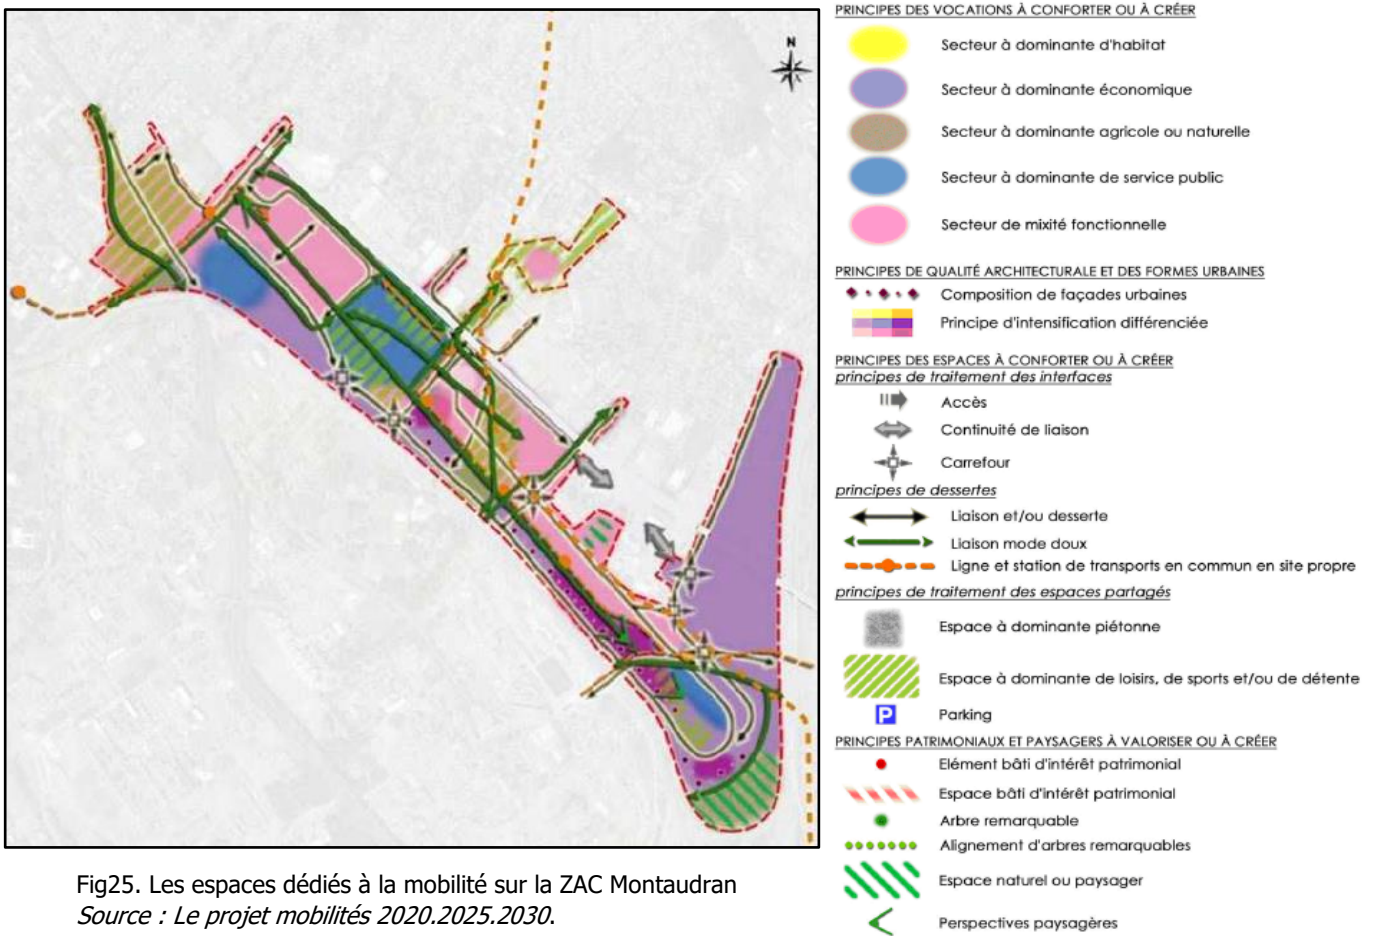 N
Fig25. Les espaces dédiés à la mobilité sur la ZAC Montaudran
Source : Le projet mobilités 2020.2025.2030.
PRINCIPES DES VOCATIONS À CONFORTER OU À CRÉER
Secteur à dominante d'habitat
Secteur à dominante économique
Secteur à dominante agricole ou naturelle
Secteur à dominante de service public
Secteur de mixité fonctionnelle
PRINCIPES DE QUALITÉ ARCHITECTURALE ET DES FORMES URBAINES
Composition de façades urbaines
Principe d'intensification différenciée
PRINCIPES DES ESPACES À CONFORTER OU À CRÉER
principes de traitement des interfaces
Accès
Continuité de liaison
Carrefour
principes de dessertes
Liaison et/ou desserte
Liaison mode doux
Ligne et station de transports en commun en site propre
principes de traitement des espaces partagés
Espace à dominante piétonne
Espace à dominante de loisirs, de sports et/ou de détente
P Parking
PRINCIPES PATRIMONIAUX ET PAYSAGERS À VALORISER OU À CRÉER
Elément bâti d'intérêt patrimonial
Espace bâti d'intérêt patrimonial
Arbre remarquable
Alignement d'arbres remarquables
Espace naturel ou paysager
Perspectives paysagères